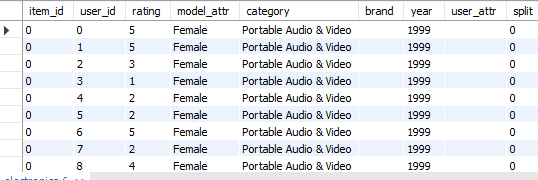 item_id user_id rating model_attr category brand year user_attr split
0 0 5 Female Portable Audio & Video 1999 0
0 1 5 Female Portable Audio & Video 1999 0
0 2 3 Female Portable Audio & Video 1999 0
0 3 1 Female Portable Audio & Video 1999 0
0 4 2 Female Portable Audio & Video 1999 0
0 5 2 Female Portable Audio & Video 1999 0
0 6 5 Female Portable Audio & Video 1999 0
0 7 2 Female Portable Audio & Video 1999 0
0 8 4 Female Portable Audio & Video 1999 0